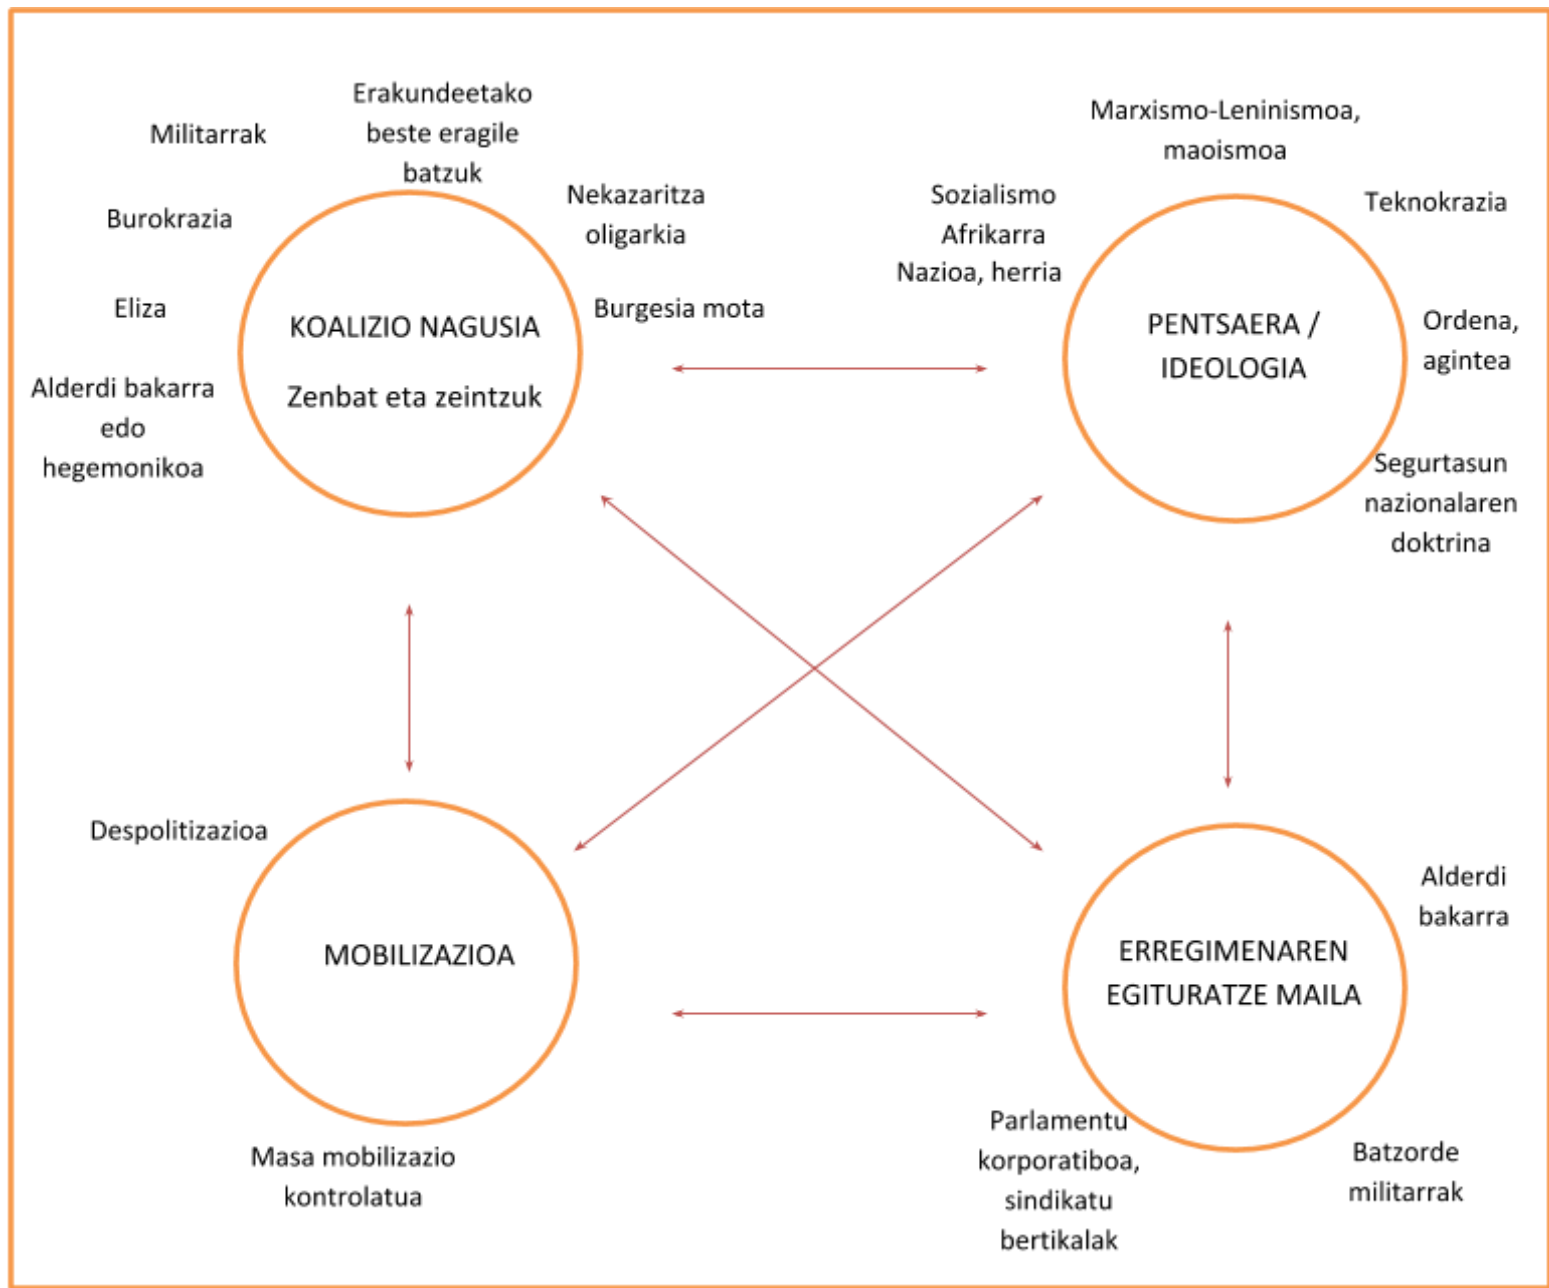 Erakundeetako
beste eragile
batzuk
Militarrak
Nekazaritza
oligarkia
Burokrazia
Eliza
Burgesia mota
Alderdi bakarra
edo
hegemonikoa
KOALIZIO NAGUSIA
Zenbat eta zeintzuk
Marxismo-Leninismoa,
maoismoa
Sozialismo
Afrikarra
Nazioa, herria
Teknokrazia
PENTSAERA /
IDEOLOGIA
Ordena,
agintea
Segurtasun
nazionalaren
doktrina
Despolitizazioa
MOBILIZAZIOA
Masa mobilizazio
kontrolatua
Alderdi
bakarra
ERREGIMENAREN
EGITURATZE MAILA
Parlamentu
korporatiboa,
sindikatu
bertikalak
Batzorde
militarrak